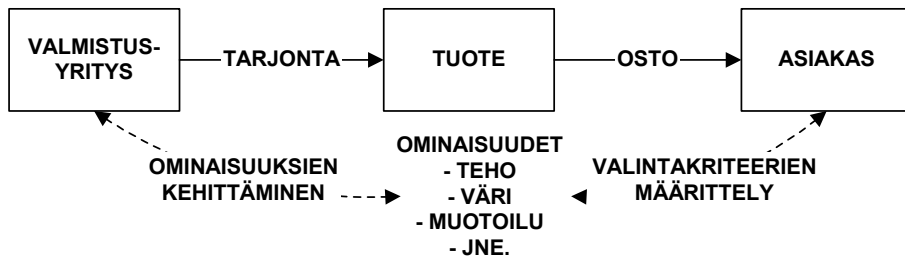 VALMISTUS-
YRITYS
TARJONTA
TUOTE
OSTO
ASIAKAS
OMINAISUUKSIEN
KEHITTÄMINEN
OMINAISUUDET
- TEHO
- VÄRI
- MUOTOILU
- JNE.
VALINTAKRITEERIEN
MÄÄRITTELY